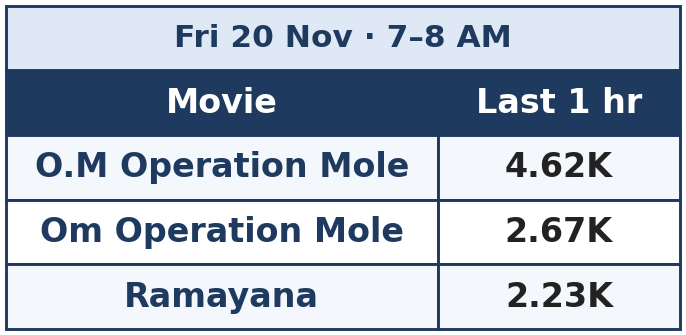 Fri 20 Nov · 7–8 AM
Movie Last 1 hr
O.M Operation Mole 4.62K
Om Operation Mole 2.67K
Ramayana 2.23K